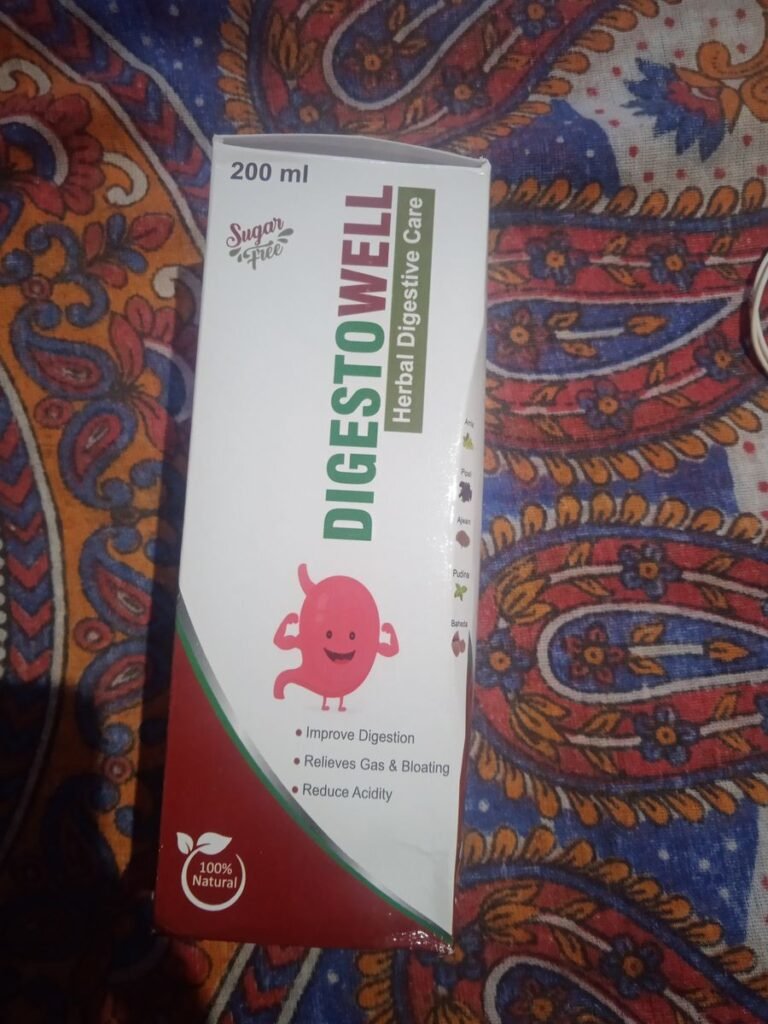 200 ml
Sugar
Free
DIGESTOWELL
Herbal Digestive Care
Pudina
Baheda
• Improve Digestion
• Relieves Gas & Bloating
• Reduce Acidity
100%
Natural